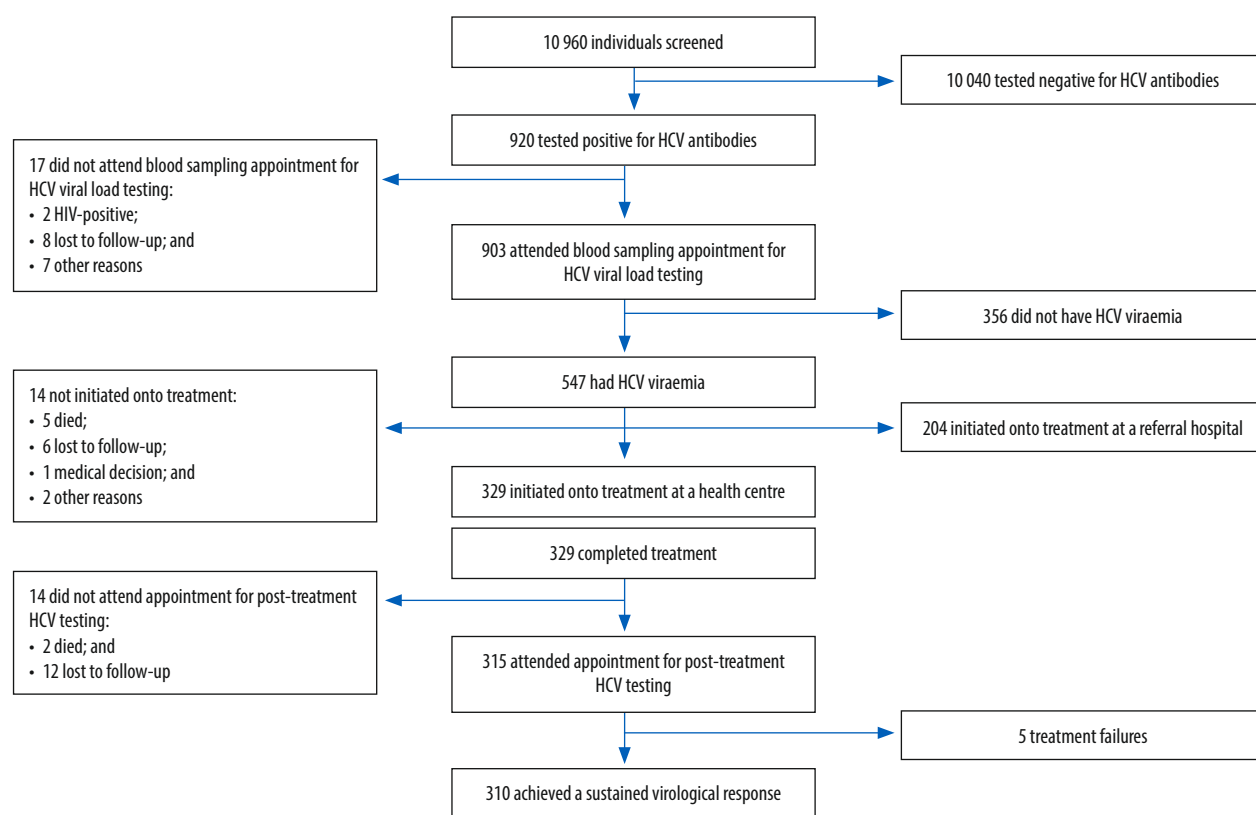 10 960 individuals screened
10 040 tested negative for HCV antibodies
920 tested positive for HCV antibodies
17 did not attend blood sampling appointment for
HCV viral load testing:
• 2 HIV-positive;
• 8 lost to follow-up; and
• 7 other reasons
903 attended blood sampling appointment for
HCV viral load testing
356 did not have HCV viraemia
547 had HCV viraemia
14 not initiated onto treatment:
• 5 died;
• 6 lost to follow-up;
• 1 medical decision; and
• 2 other reasons
204 initiated onto treatment at a referral hospital
329 initiated onto treatment at a health centre
329 completed treatment
14 did not attend appointment for post-treatment
HCV testing:
• 2 died; and
• 12 lost to follow-up
315 attended appointment for post-treatment
HCV testing
5 treatment failures
310 achieved a sustained virological response